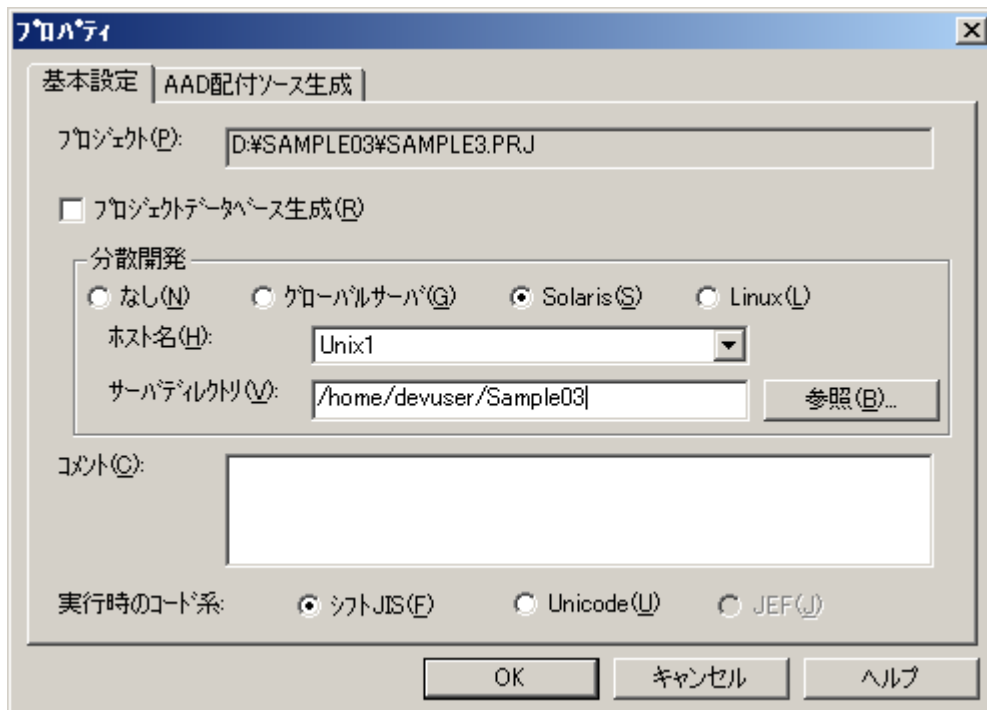 プロパティ
基本設定 AAD配付ソース生成
プロジェクト(P): D:¥SAMPLE03¥SAMPLE3.PRJ
プロジェクトデータベース生成(R)
分散開発
なし(N) グローバルサーバ(G) Solaris(S) Linux(L)
ホスト名(H): Unix1
サーバディレクトリ(V): /home/devuser/Sample03 参照(B)...
コメント(C):
実行時のコード系: シフトJIS(F) Unicode(U) JEF(J)
OK キャンセル ヘルプ